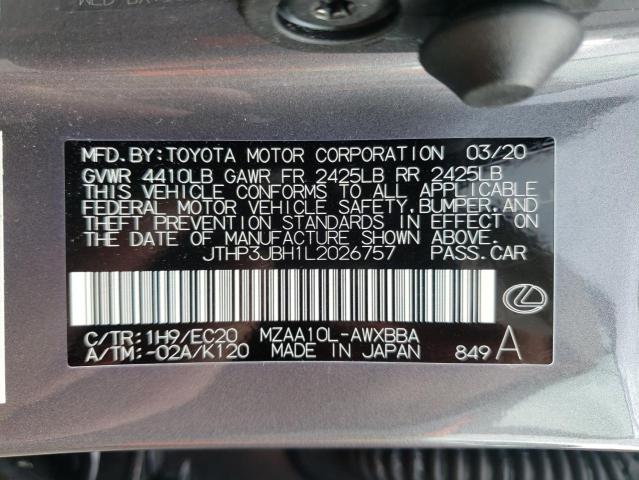 MFD.BY:TOYOTA MOTOR CORPORATION 03/20
GVWR 4410LB GAWR FR 2425LB RR 2425LB
THIS VEHICLE CONFORMS TO ALL APPLICABLE
FEDERAL MOTOR VEHICLE SAFETY,BUMPER,AND
THEFT PREVENTION STANDARDS IN EFFECT ON
THE DATE OF MANUFACTURE SHOWN ABOVE.
JTHP3JBH1L2026757 PASS.CAR
C/TR:1H9/EC20 MZAA10L-AWXBBA
A/TM:-02A/K120 MADE IN JAPAN 849 A